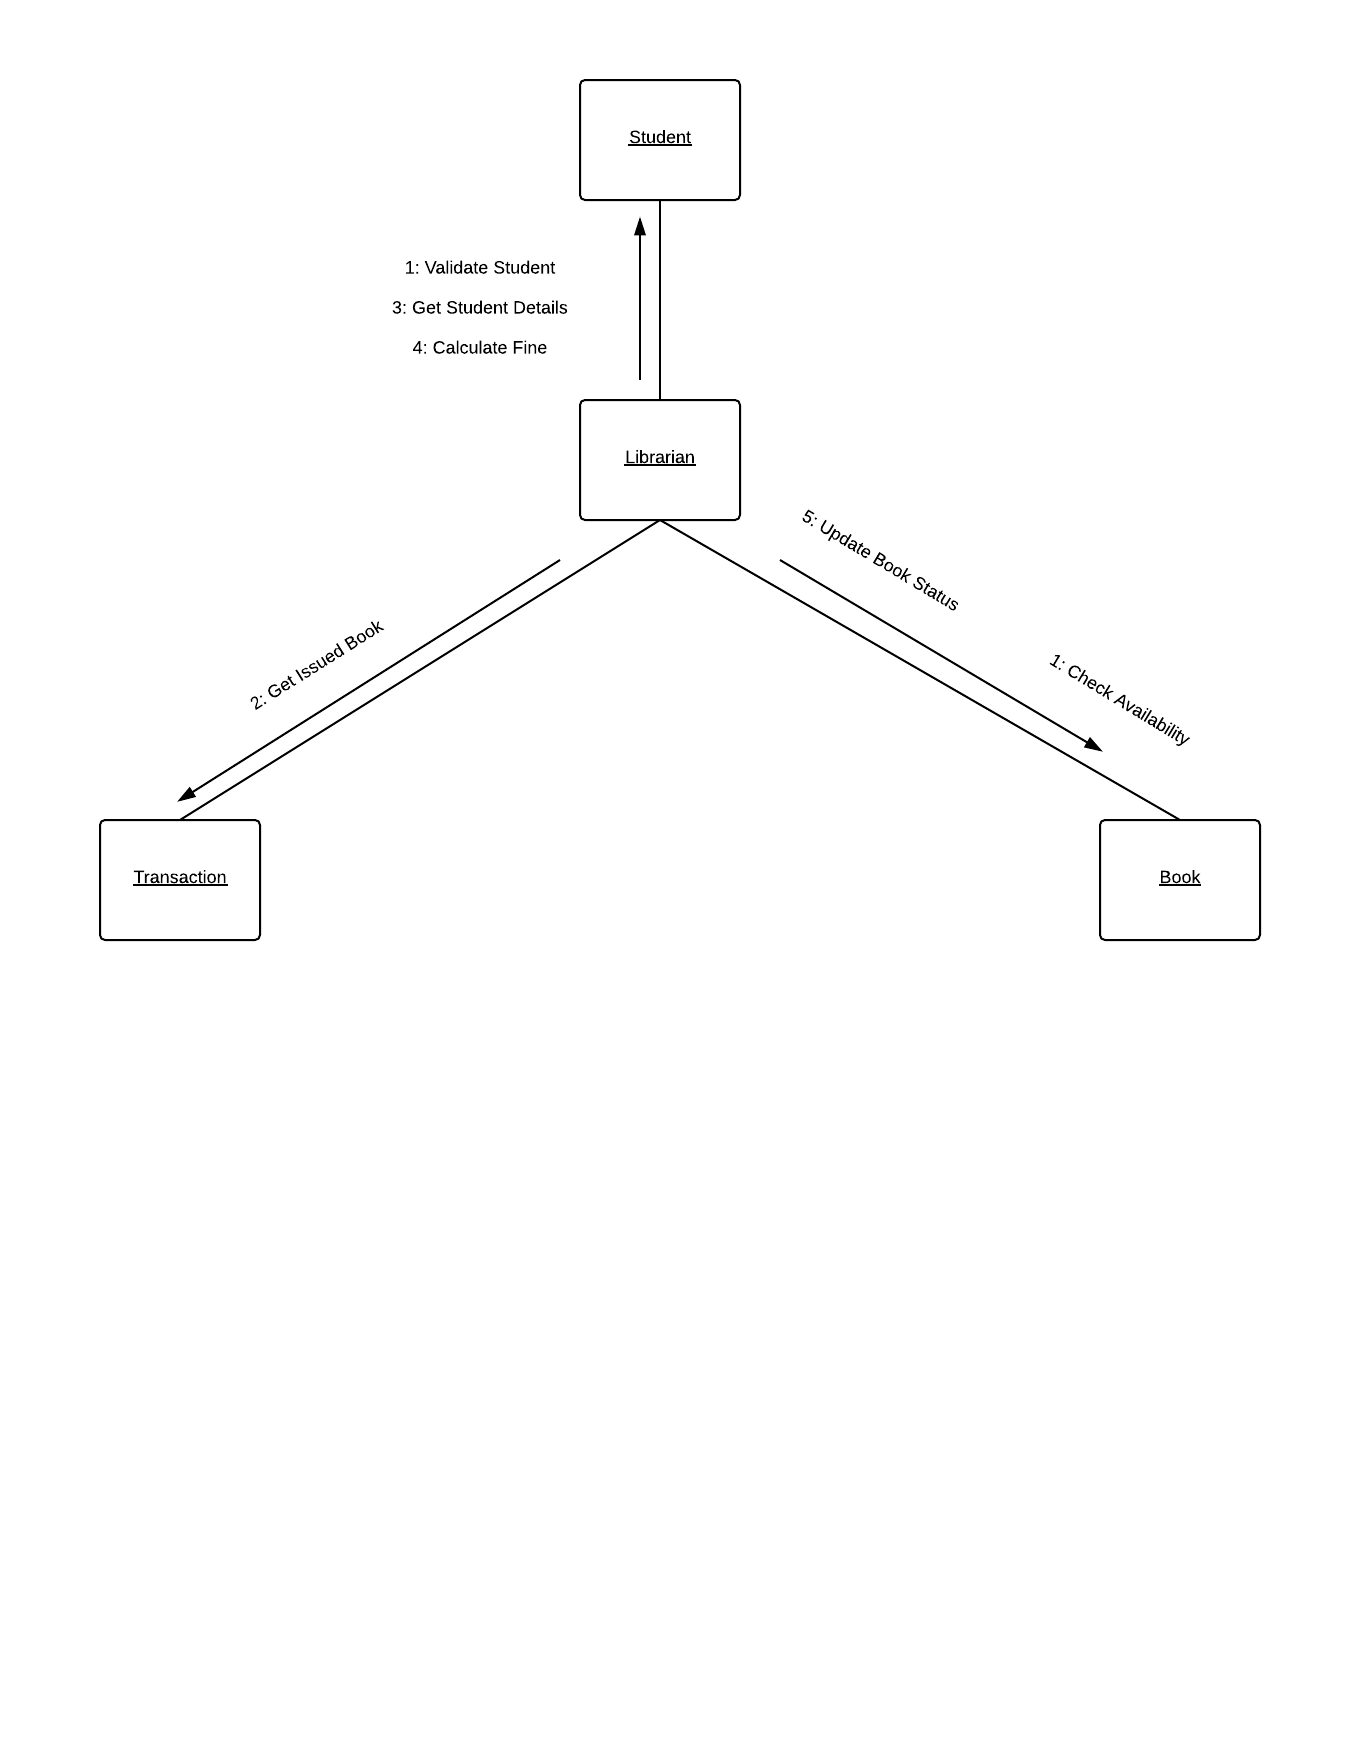 Student
1: Validate Student
3: Get Student Details
4: Calculate Fine
Librarian
5: Update Book Status
2: Get Issued Book
1: Check Availability
Transaction
Book